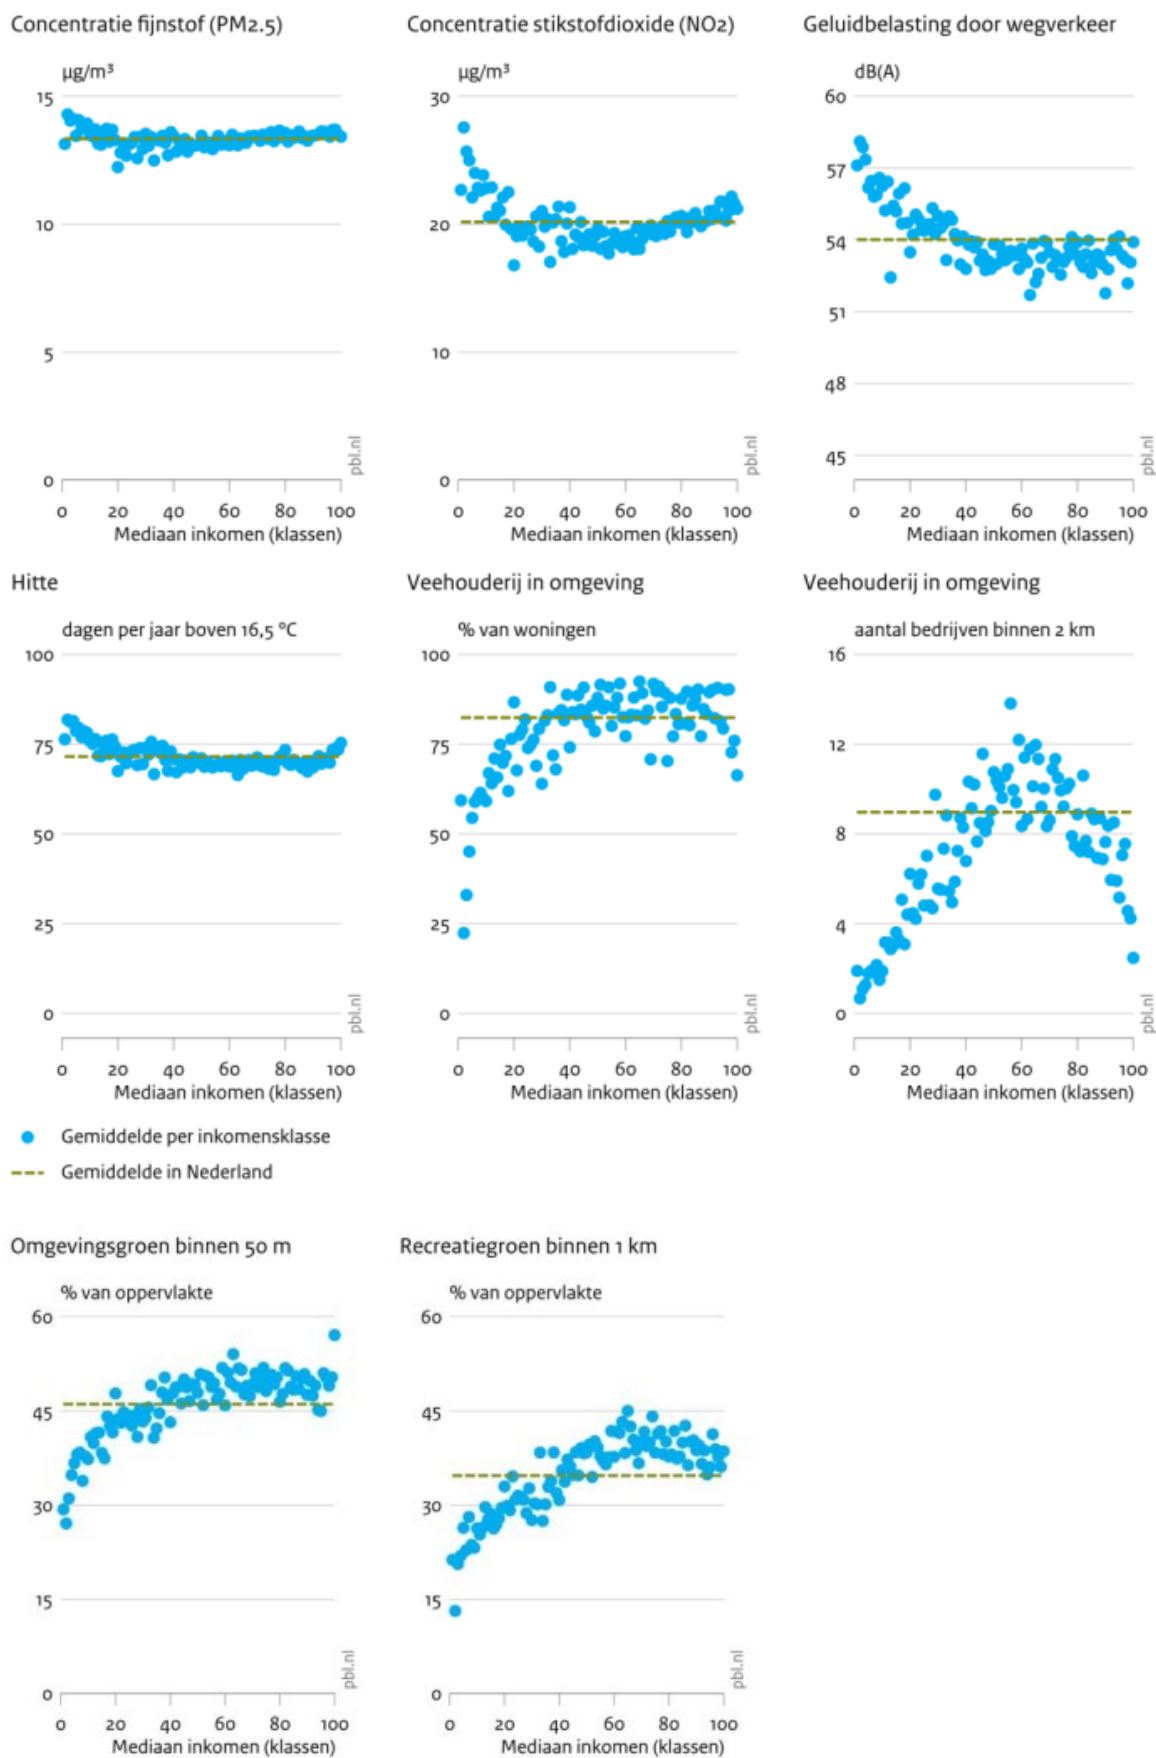 Concentratie fijnstof (PM2.5)
µg/m³
15
10
5
0
0 20 40 60 80 100
Mediaan inkomen (klassen)
pbl.nl
Concentratie stikstofdioxide (NO2)
µg/m³
30
20
10
0
0 20 40 60 80 100
Mediaan inkomen (klassen)
pbl.nl
Geluidbelasting door wegverkeer
dB(A)
60
57
54
51
48
45
0 20 40 60 80 100
Mediaan inkomen (klassen)
pbl.nl
Hitte
dagen per jaar boven 16,5 °C
100
75
50
25
0
0 20 40 60 80 100
Mediaan inkomen (klassen)
pbl.nl
Veehouderij in omgeving
% van woningen
100
75
50
25
0
0 20 40 60 80 100
Mediaan inkomen (klassen)
pbl.nl
Veehouderij in omgeving
aantal bedrijven binnen 2 km
16
12
8
4
0
0 20 40 60 80 100
Mediaan inkomen (klassen)
pbl.nl
Gemiddelde per inkomensklasse
Gemiddelde in Nederland
Omgevingsgroen binnen 50 m
% van oppervlakte
60
45
30
15
0
0 20 40 60 80 100
Mediaan inkomen (klassen)
pbl.nl
Recreatiegroen binnen 1 km
% van oppervlakte
60
45
30
15
0
0 20 40 60 80 100
Mediaan inkomen (klassen)
pbl.nl